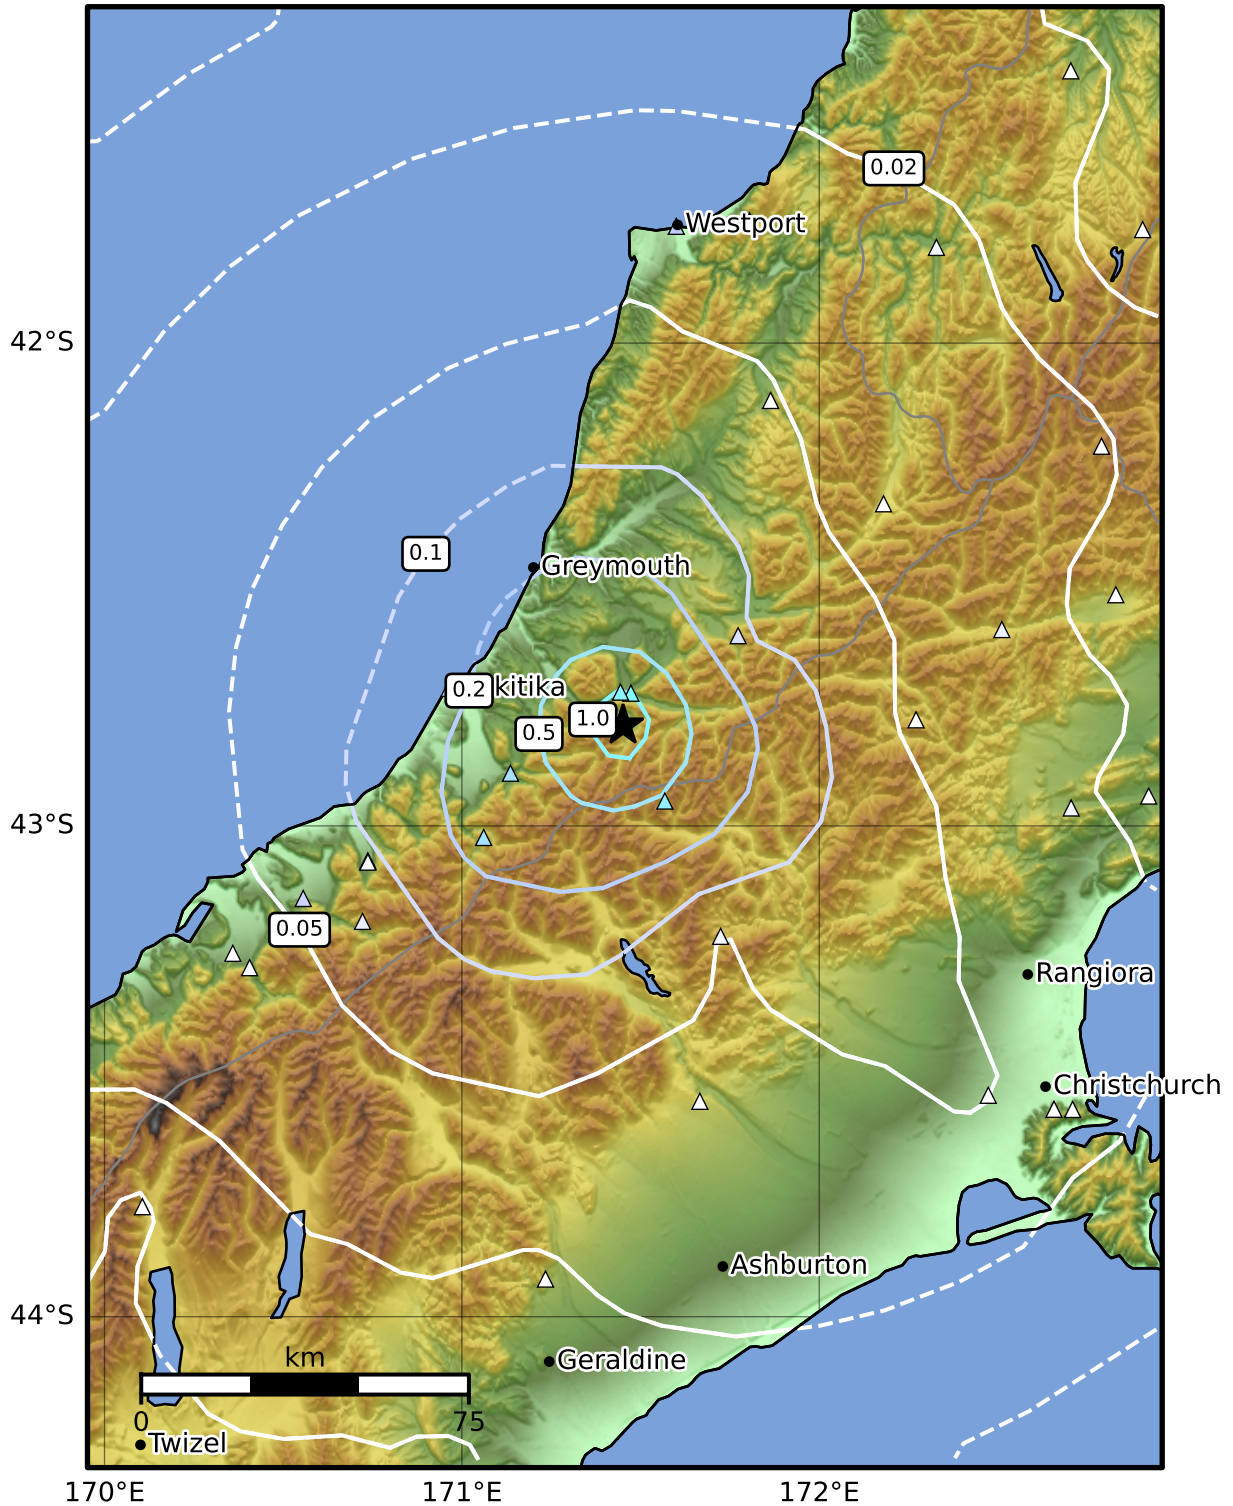 0.02
Westport
42°S
0.1
Greymouth
0.2
kitika
1.0
0.5
43°S
0.05
Rangiora
Christchurch
Ashburton
44°S
km
Geraldine
0
75
Twizel
170°E
171°E
172°E